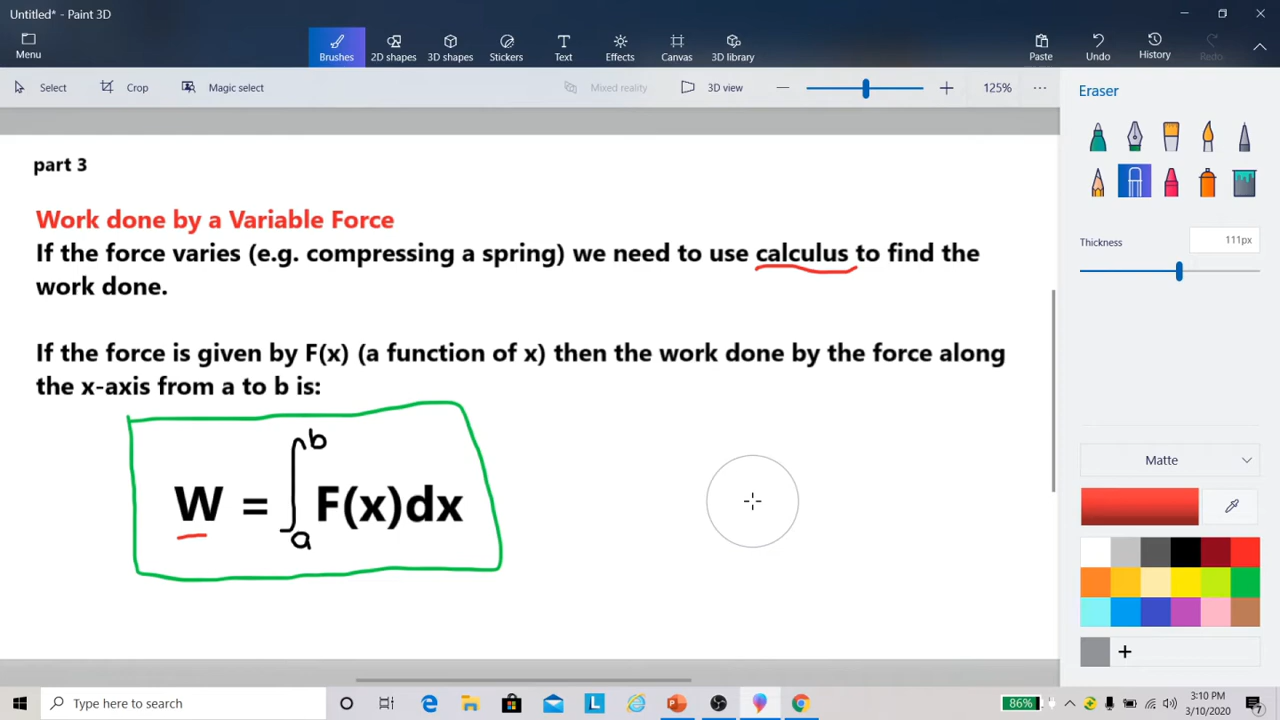 Untitled* - Paint 3D
Menu
Brushes
2D shapes
3D shapes
Stickers
Text
Effects
Canvas
3D library
Paste
Undo
History
Redo
Select
Crop
Magic select
Mixed reality
3D view
125%
Eraser
part 3
Work done by a Variable Force
If the force varies (e.g. compressing a spring) we need to use calculus to find the
work done.
If the force is given by F(x) (a function of x) then the work done by the force along
the x-axis from a to b is:
b
W = ∫ F(x)dx
a
Thickness
111px
Matte
Type here to search
86%
3:10 PM
3/10/2020
7